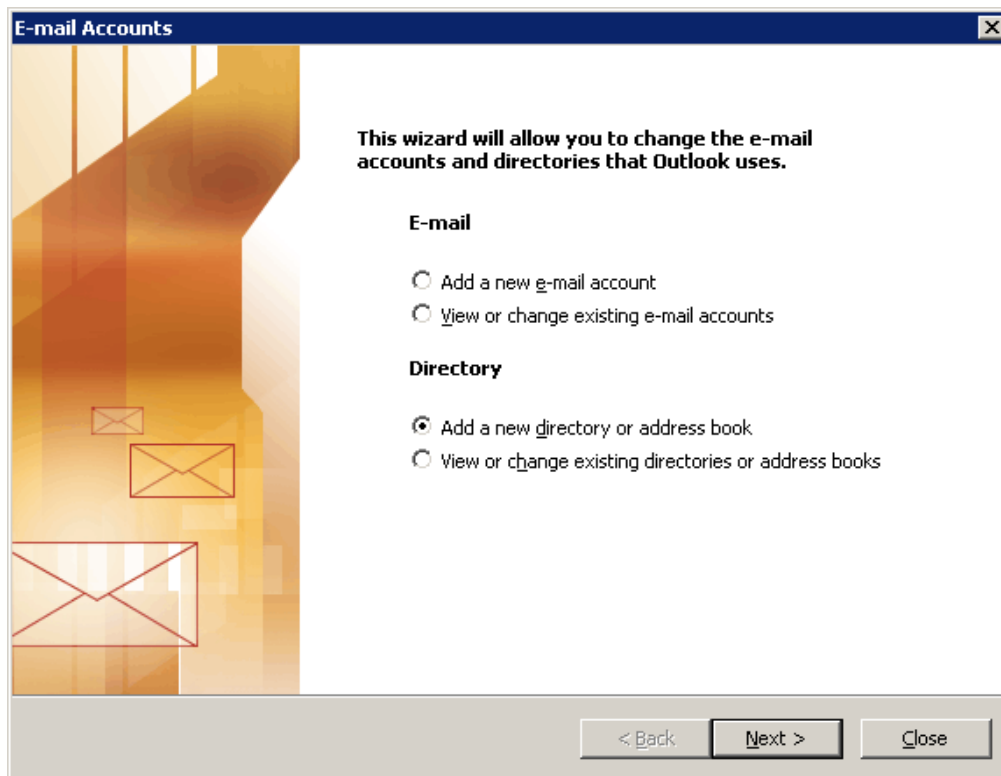 E-mail Accounts
This wizard will allow you to change the e-mail
accounts and directories that Outlook uses.
E-mail
Add a new e-mail account
View or change existing e-mail accounts
Directory
Add a new directory or address book
View or change existing directories or address books
< Back
Next >
Close